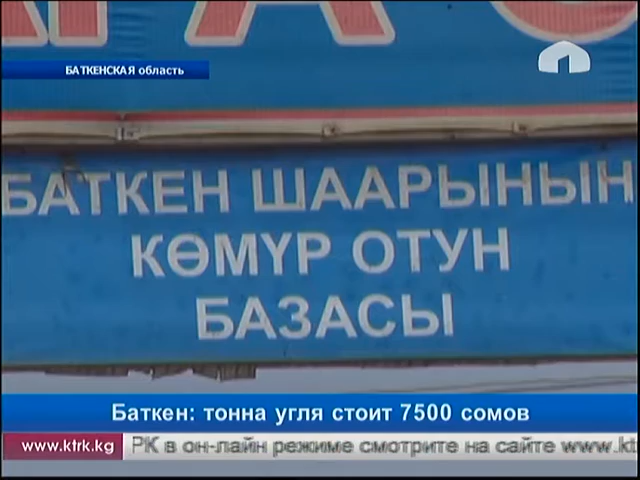 БАТКЕНСКАЯ область
БАТКЕН ШААРЫНЫН
КӨМҮР ОТУН
БАЗАСЫ
Баткен: тонна угля стоит 7500 сомов
www.ktrk.kg РК в он-лайн режиме смотрите на сайте www.kt